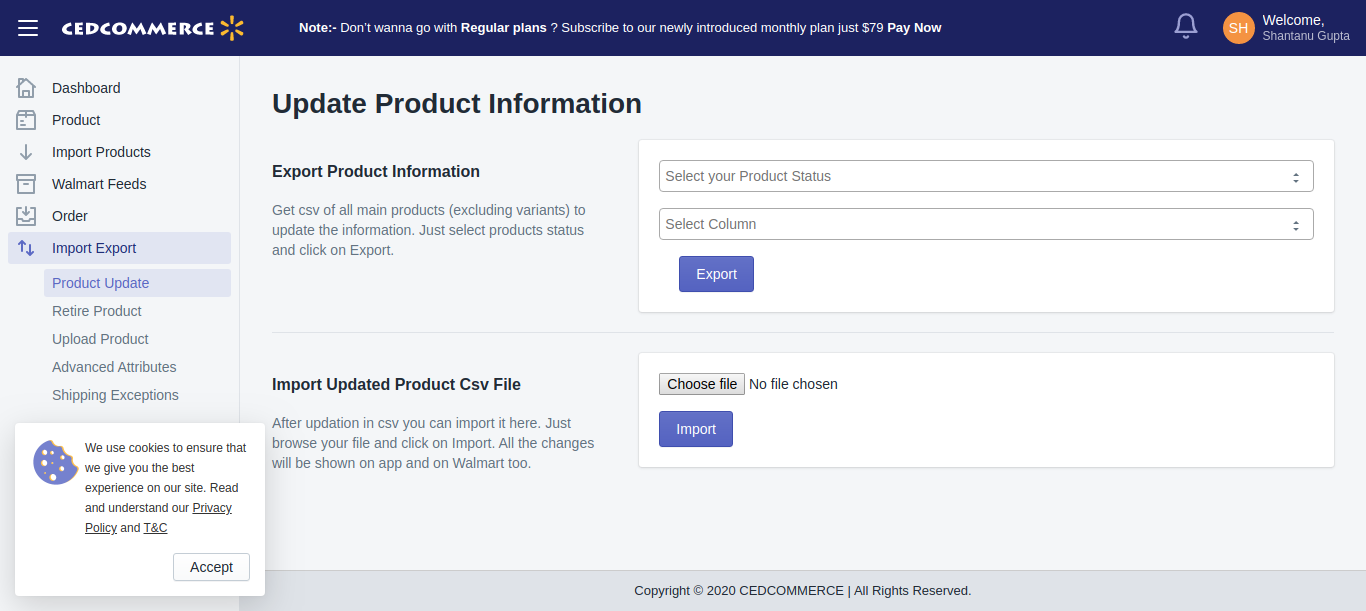 CEDCOMMERCE
Note:- Don’t wanna go with Regular plans ? Subscribe to our newly introduced monthly plan just $79 Pay Now
SH
Welcome,
Shantanu Gupta
Dashboard
Product
Import Products
Walmart Feeds
Order
Import Export
Product Update
Retire Product
Upload Product
Advanced Attributes
Shipping Exceptions
Update Product Information
Export Product Information
Get csv of all main products (excluding variants) to
update the information. Just select products status
and click on Export.
Select your Product Status
Select Column
Export
Import Updated Product Csv File
After updation in csv you can import it here. Just
browse your file and click on Import. All the changes
will be shown on app and on Walmart too.
Choose file No file chosen
Import
We use cookies to ensure that
we give you the best
experience on our site. Read
and understand our Privacy
Policy and T&C
Accept
Copyright © 2020 CEDCOMMERCE | All Rights Reserved.